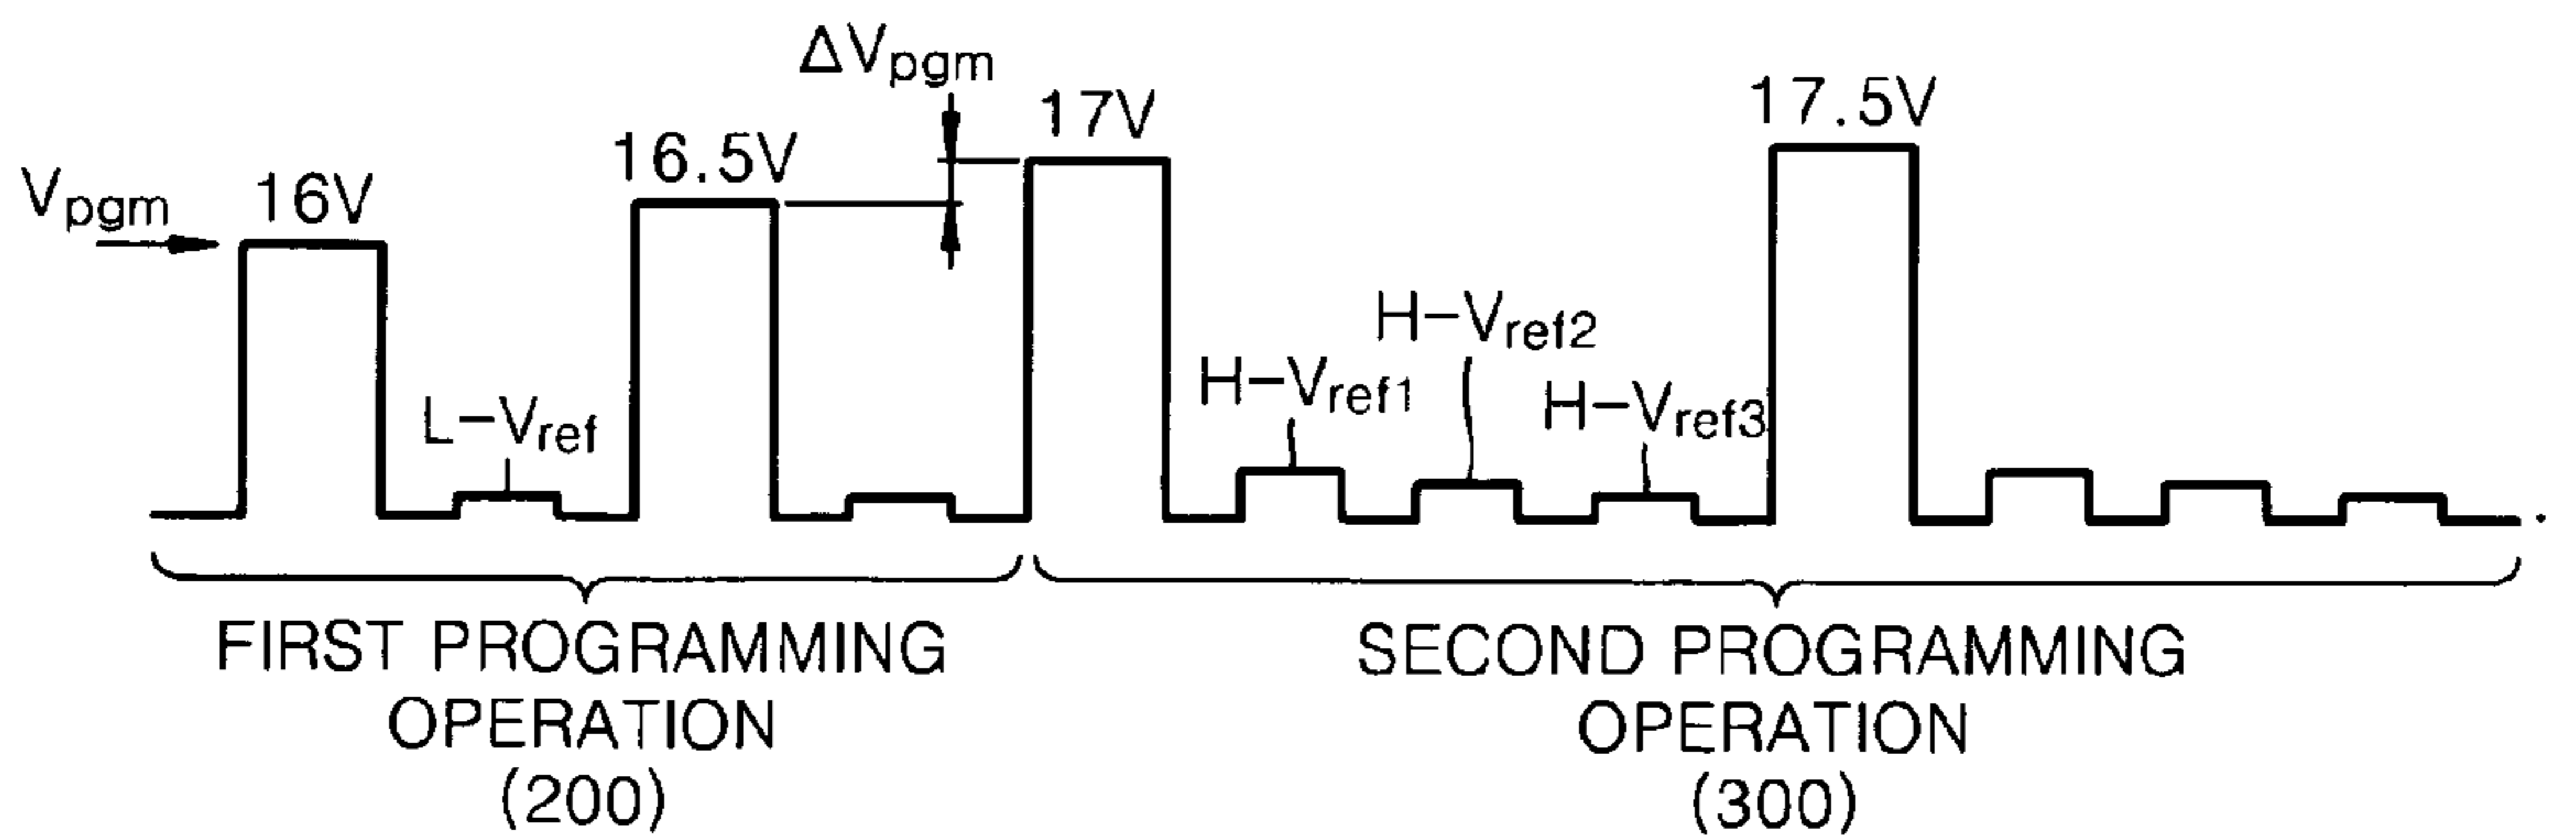 ΔVpgm
17V
17.5V
16.5V
Vpgm
16V
H-Vref2
H-Vref1
H-Vref3
L-Vref
FIRST PROGRAMMING
OPERATION
(200)
SECOND PROGRAMMING
OPERATION
(300)